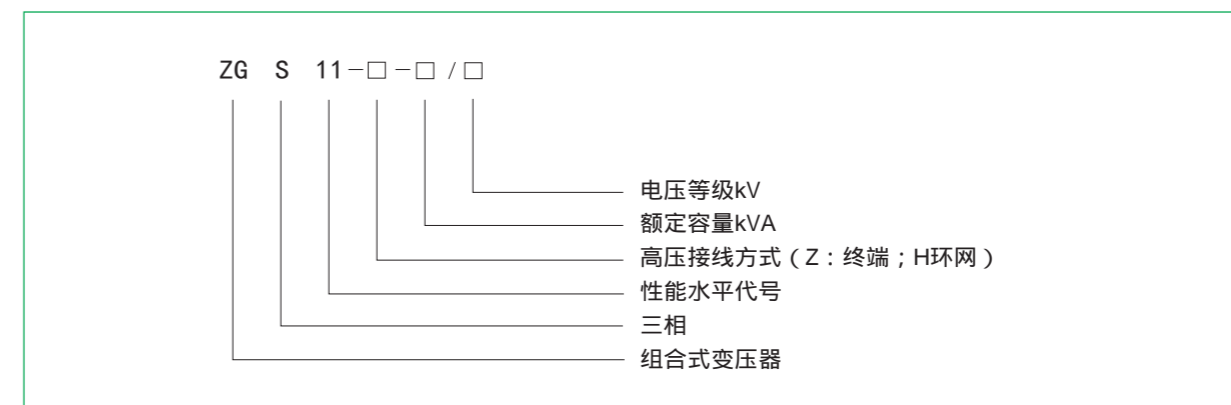 ZG S 11-□-□/□
电压等级kV
额定容量kVA
高压接线方式（Z：终端；H环网）
性能水平代号
三相
组合式变压器